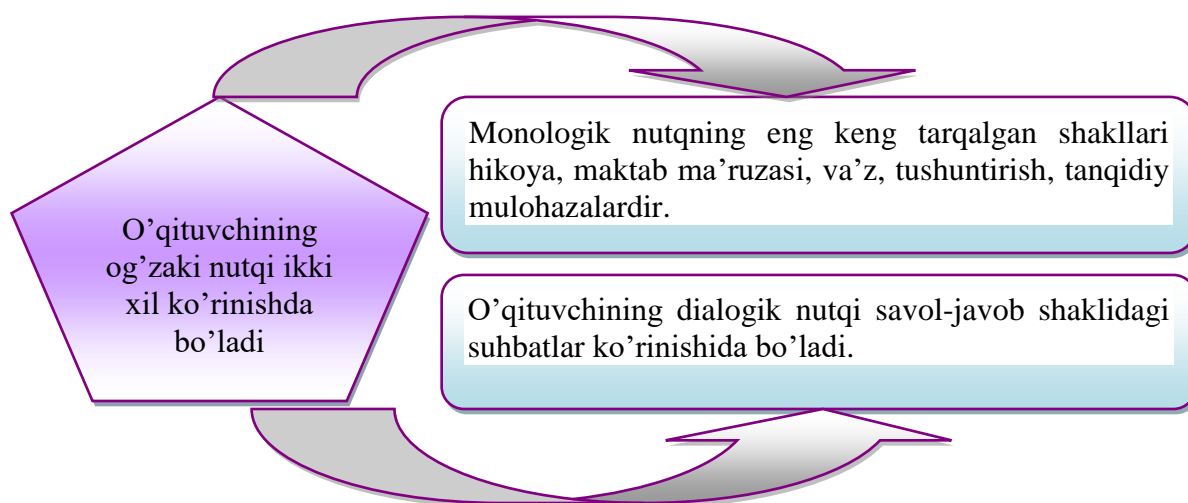 O’qituvchining
og’zaki nutqi ikki
xil ko’rinishda
bo’ladi
Monologik nutqning eng keng tarqalgan shakllari
hikoya, maktab ma’ruzasi, va’z, tushuntirish, tanqidiy
mulohazalardir.
O’qituvchining dialogik nutqi savol-javob shaklidagi
suhbatlar ko’rinishida bo’ladi.